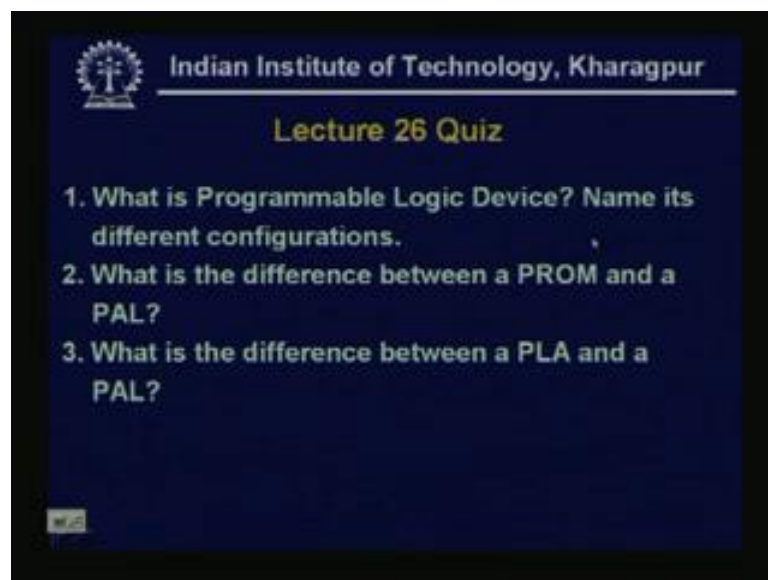 Indian Institute of Technology, Kharagpur
Lecture 26 Quiz
1. What is Programmable Logic Device? Name its
different configurations.
2. What is the difference between a PROM and a
PAL?
3. What is the difference between a PLA and a
PAL?